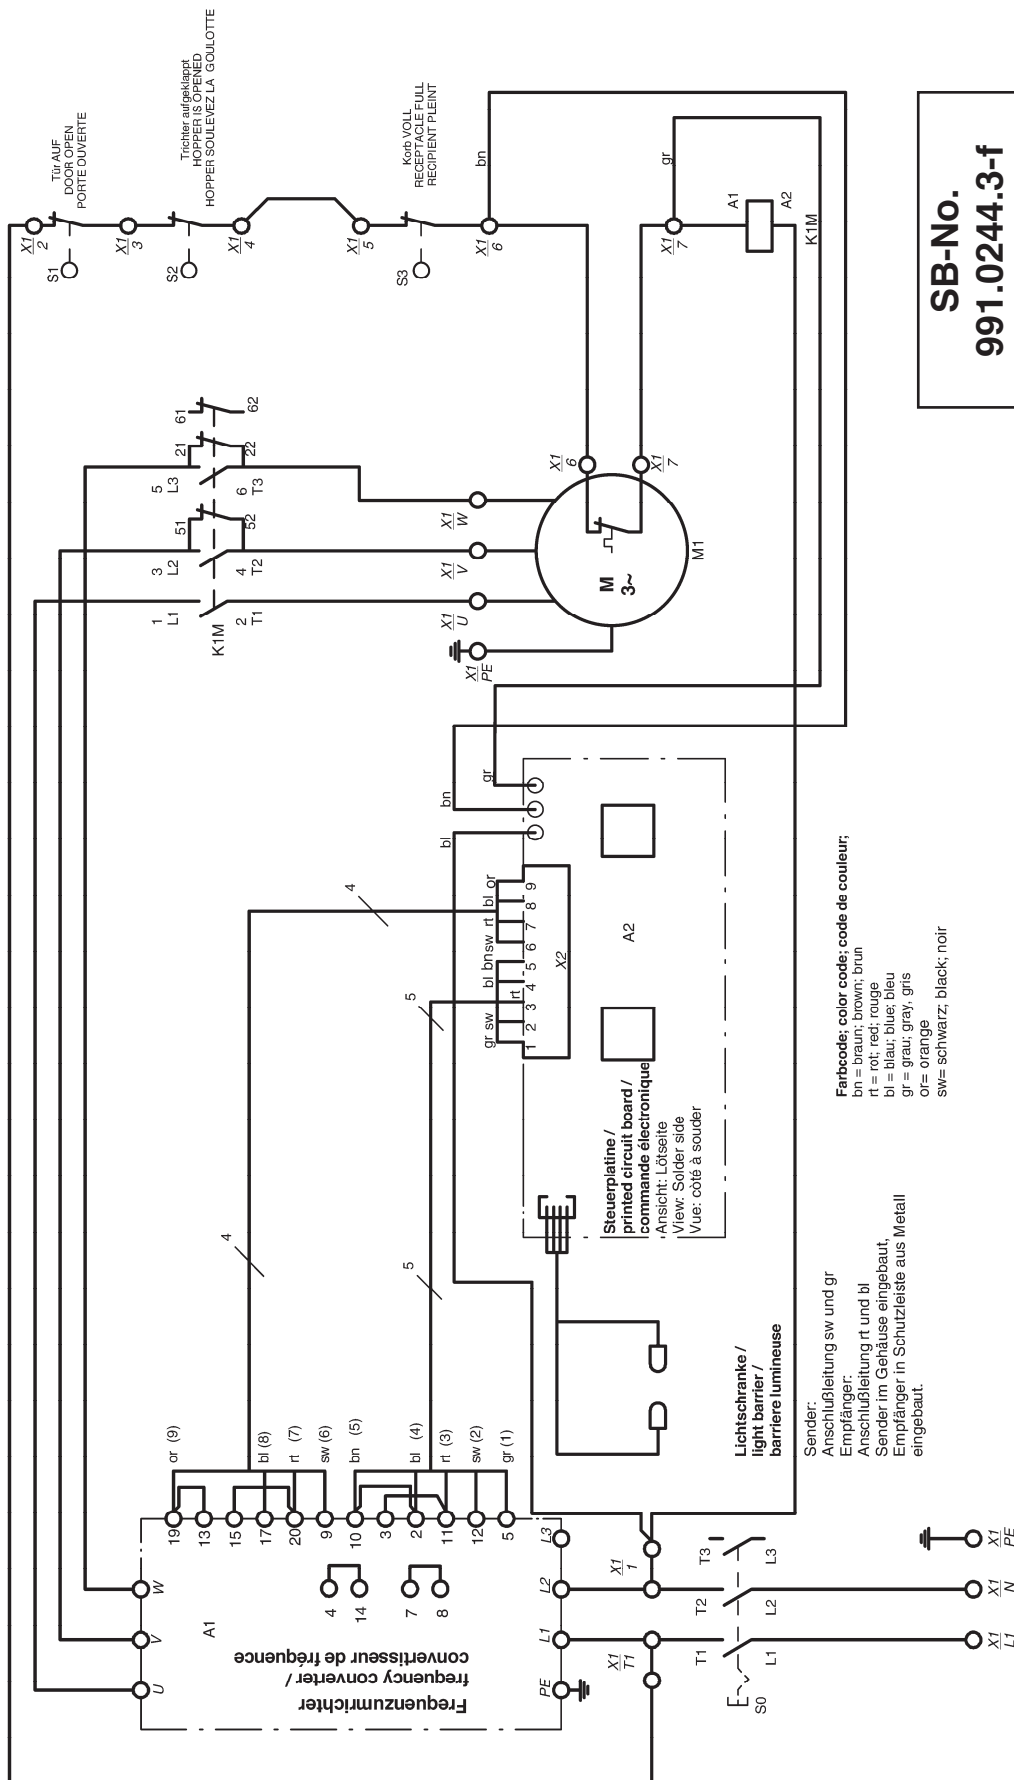 X1
2
S1
Tür AUF
DOOR OPEN
PORTE OUVERTE
X1
3
S2
Trichter aufgeklappt
HOPPER IS OPENED
HOPPER SOULEVEZ LA GOULOTTE
X1
4
X1
5
S3
Korb VOLL
RECEPTACLE FULL
RECIPIENT PLEINT
X1
6
bn
X1
7
gr
A1
A2
K1M
SB-No.
991.0244.3-f
61
62
21
22
5
L3
6
T3
51
52
3
L2
4
T2
1
L1
2
T1
K1M
X1
W
X1
V
X1
U
X1
PE
X1
6
X1
7
M
3~
M1
bl
bn
gr
4
5
gr sw
rt
bl bn
sw rt
bl or
1
2
3
4
5
6
7
8
9
X2
A2
Steuerplatine /
printed circuit board /
commande électronique
Ansicht: Lötseite
View: Solder side
Vue: côté à souder
Farbcode; color code; code de couleur;
bn = braun; brown; brun
rt = rot; red; rouge
bl = blau; blue; bleu
gr = grau; gray, gris
or= orange
sw= schwarz; black; noir
4
5
Lichtschranke /
light barrier /
barriere lumineuse
Sender:
Anschlußleitung sw und gr
Empfänger:
Anschlußleitung rt und bl
Sender im Gehäuse eingebaut,
Empfänger in Schutzleiste aus Metall
eingebaut.
or (9)
bl (8)
rt (7)
sw (6)
bn (5)
bl (4)
rt (3)
sw (2)
gr (1)
19
13
15
17
20
9
10
3
2
11
12
5
4
14
7
8
W
V
U
A1
Frequenzumrichter
frequency converter/
convertisseur de fréquence
L3
L2
L1
PE
X1
1
X1
T1
T3
L3
T2
L2
T1
L1
S0
X1
PE
X1
N
X1
L1